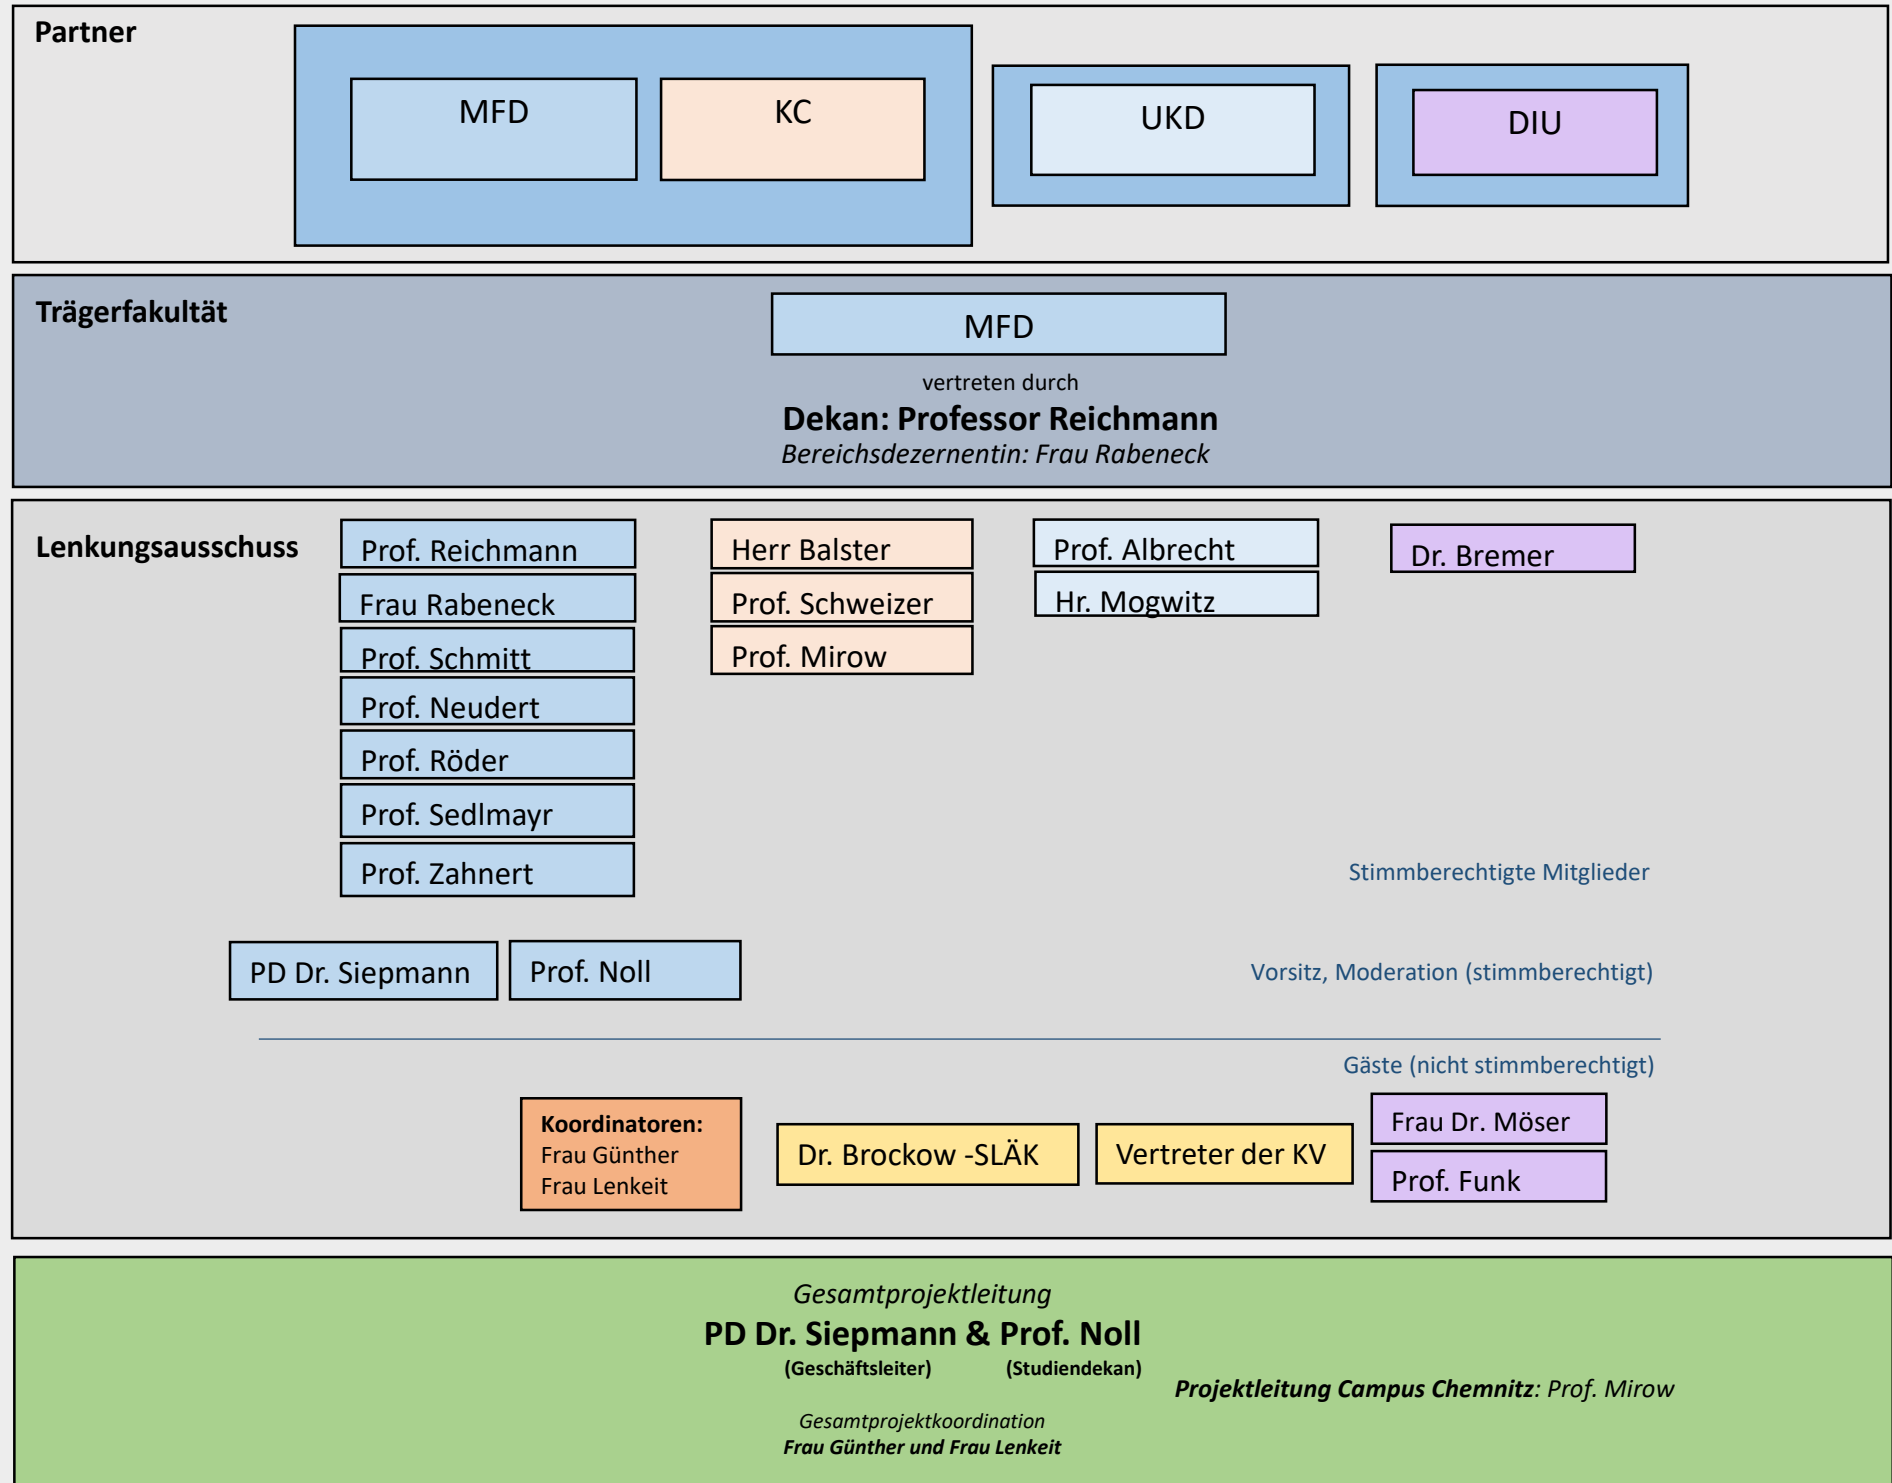 Partner
MFD
KC
UKD
DIU
Trägerfakultät
MFD
vertreten durch
Dekan: Professor Reichmann
Bereichsdezernentin: Frau Rabeneck
Lenkungsausschuss
Prof. Reichmann
Frau Rabeneck
Prof. Schmitt
Prof. Neudert
Prof. Röder
Prof. Sedlmayr
Prof. Zahnert
Herr Balster
Prof. Schweizer
Prof. Mirow
Prof. Albrecht
Hr. Mogwitz
Dr. Bremer
Stimmberechtigte Mitglieder
PD Dr. Siepmann
Prof. Noll
Vorsitz, Moderation (stimmberechtigt)
Gäste (nicht stimmberechtigt)
Koordinatoren:
Frau Günther
Frau Lenkeit
Dr. Brockow -SLÄK
Vertreter der KV
Frau Dr. Möser
Prof. Funk
Gesamtprojektleitung
PD Dr. Siepmann & Prof. Noll
(Geschäftsleiter) (Studiendekan)
Projektleitung Campus Chemnitz: Prof. Mirow
Gesamtprojektkoordination
Frau Günther und Frau Lenkeit